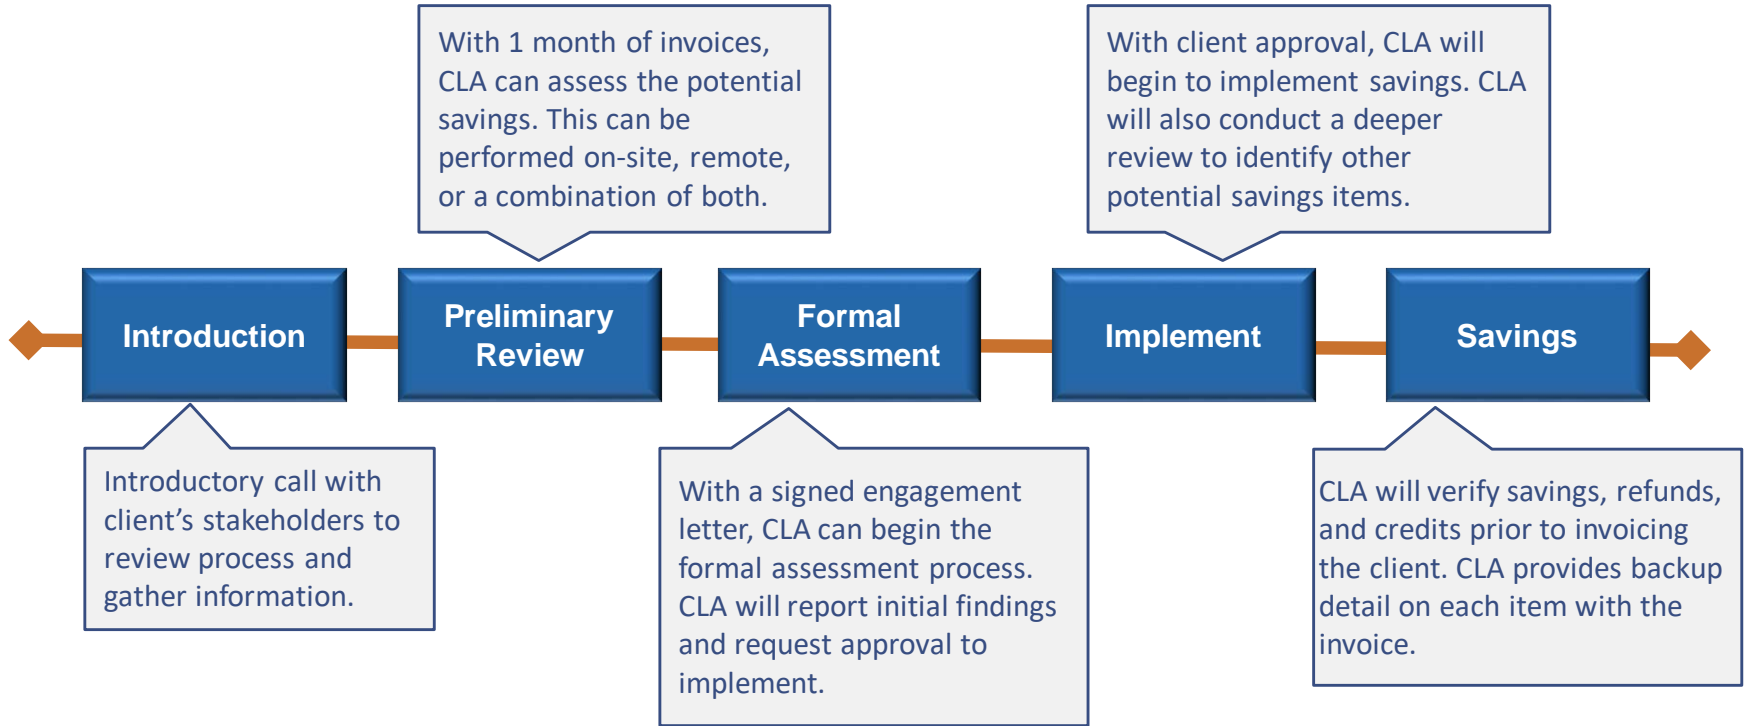 With 1 month of invoices,
CLA can assess the potential
savings. This can be
performed on-site, remote,
or a combination of both.
With client approval, CLA will
begin to implement savings. CLA
will also conduct a deeper
review to identify other
potential savings items.
Introduction
Preliminary
Review
Formal
Assessment
Implement
Savings
Introductory call with
client’s stakeholders to
review process and
gather information.
With a signed engagement
letter, CLA can begin the
formal assessment process.
CLA will report initial findings
and request approval to
implement.
CLA will verify savings, refunds,
and credits prior to invoicing
the client. CLA provides backup
detail on each item with the
invoice.